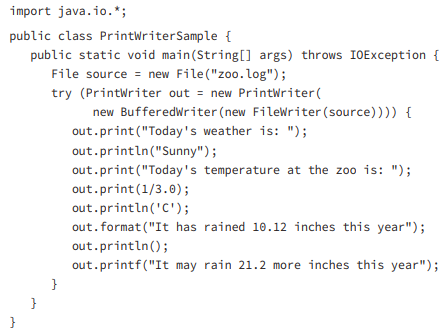 import java.io.*;
public class PrintWriterSample {
public static void main(String[] args) throws IOException {
File source = new File("zoo.log");
try (PrintWriter out = new PrintWriter(
new BufferedWriter(new FileWriter(source)))) {
out.print("Today's weather is: ");
out.println("Sunny");
out.print("Today's temperature at the zoo is: ");
out.print(1/3.0);
out.println('C');
out.format("It has rained 10.12 inches this year");
out.println();
out.printf("It may rain 21.2 more inches this year");
}
}
}